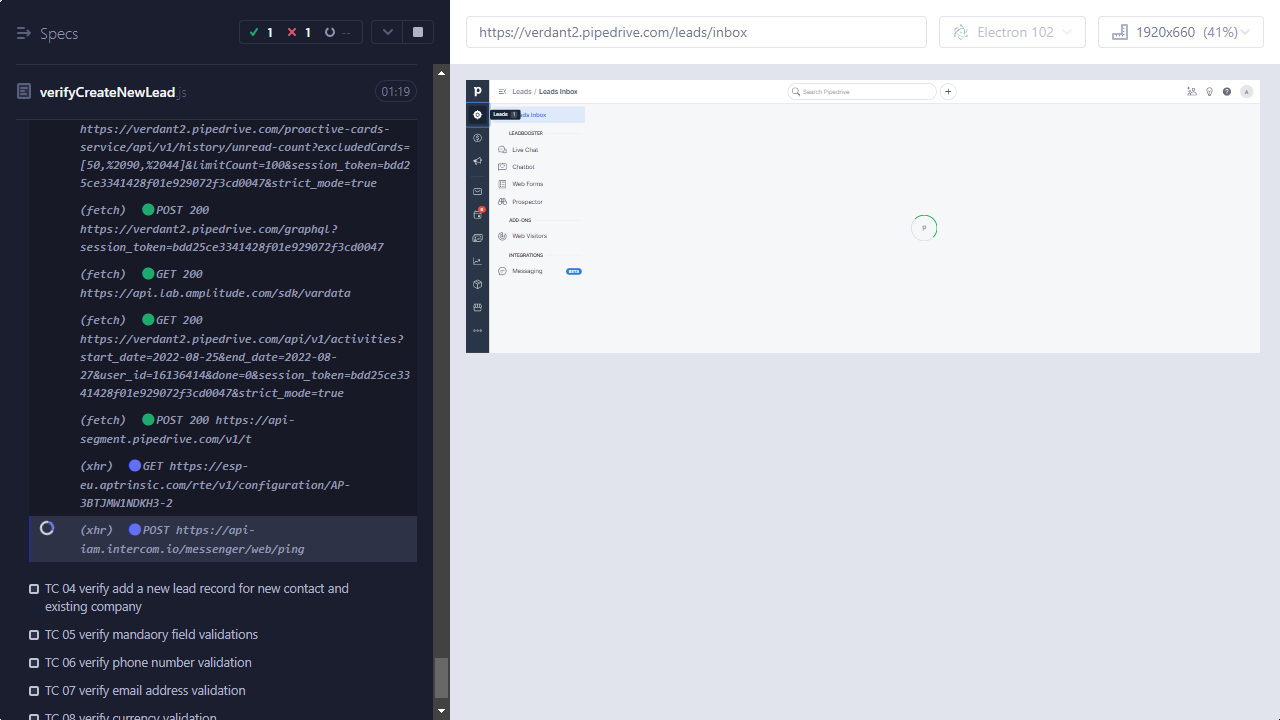 Specs
1
1
--
https://verdant2.pipedrive.com/leads/inbox
Electron 102
1920x660 (41%)
verifyCreateNewLead.js
01:19
https://verdant2.pipedrive.com/proactive-cards-
service/api/v1/history/unread-count?excludedCards=
[50,%2090,%2044]&limitCount=100&session_token=bdd2
5ce3341428f01e929072f3cd0047&strict_mode=true
(fetch) POST 200
https://verdant2.pipedrive.com/graphql?
session_token=bdd25ce3341428f01e929072f3cd0047
(fetch) GET 200
https://api.lab.amplitude.com/sdk/vardata
(fetch) GET 200
https://verdant2.pipedrive.com/api/v1/activities?
start_date=2022-08-25&end_date=2022-08-
27&user_id=16136414&done=0&session_token=bdd25ce33
41428f01e929072f3cd0047&strict_mode=true
(fetch) POST 200 https://api-
segment.pipedrive.com/v1/t
(xhr) GET https://esp-
eu.aptrinsic.com/rte/v1/configuration/AP-
3BTJMW1NDKH3-2
(xhr) POST https://api-
iam.intercom.io/messenger/web/ping
TC 04 verify add a new lead record for new contact and
existing company
TC 05 verify mandaory field validations
TC 06 verify phone number validation
TC 07 verify email address validation
TC 08 verify currency validation
p
Leads / Leads Inbox
Search Pipedrive
+
A
Leads 1
Inbox
LEADBOOSTER
Live Chat
Chatbot
Web Forms
Prospector
ADD-ONS
Web Visitors
INTEGRATIONS
Messaging
BETA
P